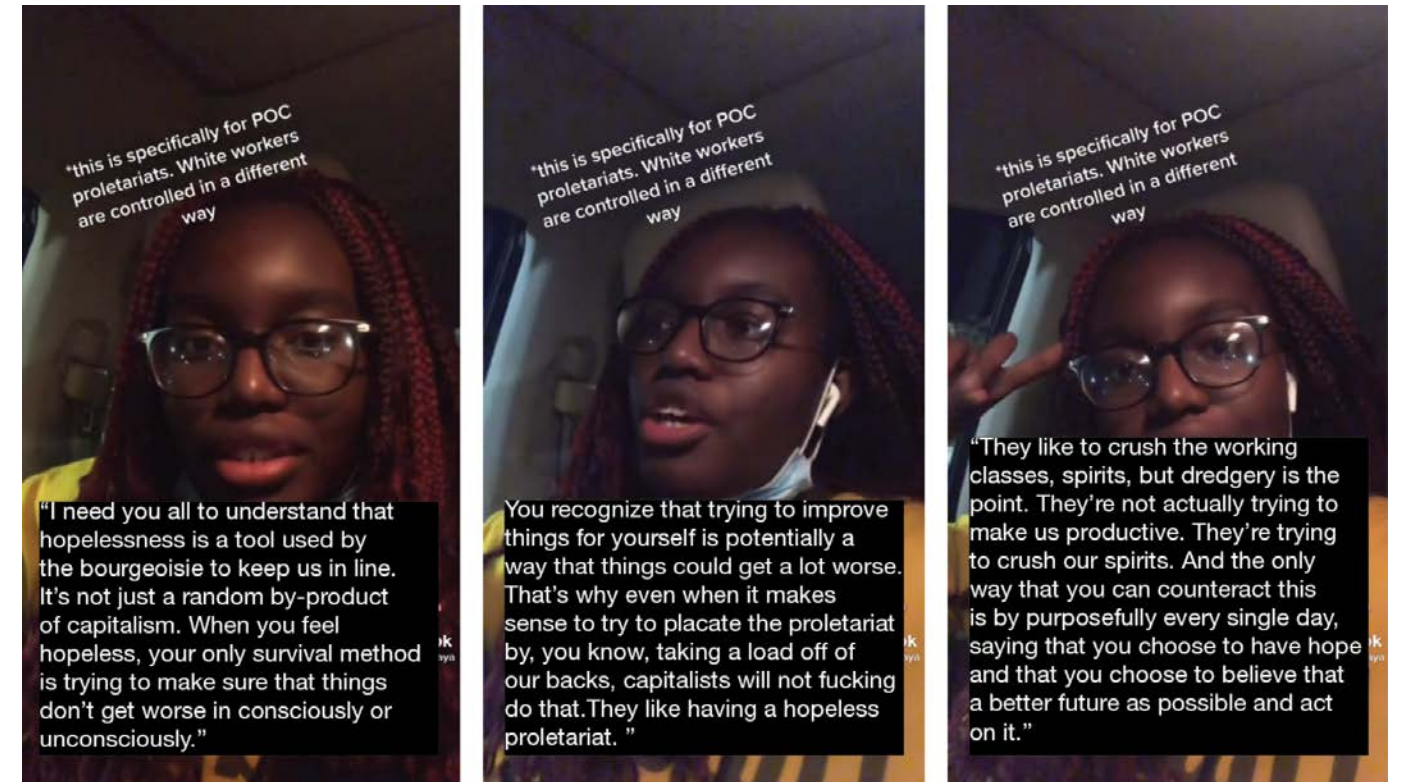 *this is specifically for POC
proletariats. White workers
are controlled in a different
way
“I need you all to understand that
hopelessness is a tool used by
the bourgeoisie to keep us in line.
It’s not just a random by-product
of capitalism. When you feel
hopeless, your only survival method
is trying to make sure that things
don’t get worse in consciously or
unconsciously.”
*this is specifically for POC
proletariats. White workers
are controlled in a different
way
You recognize that trying to improve
things for yourself is potentially a
way that things could get a lot worse.
That’s why even when it makes
sense to try to placate the proletariat
by, you know, taking a load off of
our backs, capitalists will not fucking
do that.They like having a hopeless
proletariat. ”
*this is specifically for POC
proletariats. White workers
are controlled in a different
way
“They like to crush the working
classes, spirits, but dredgery is the
point. They’re not actually trying to
make us productive. They’re trying
to crush our spirits. And the only
way that you can counteract this
is by purposefully every single day,
saying that you choose to have hope
and that you choose to believe that
a better future as possible and act
on it.”